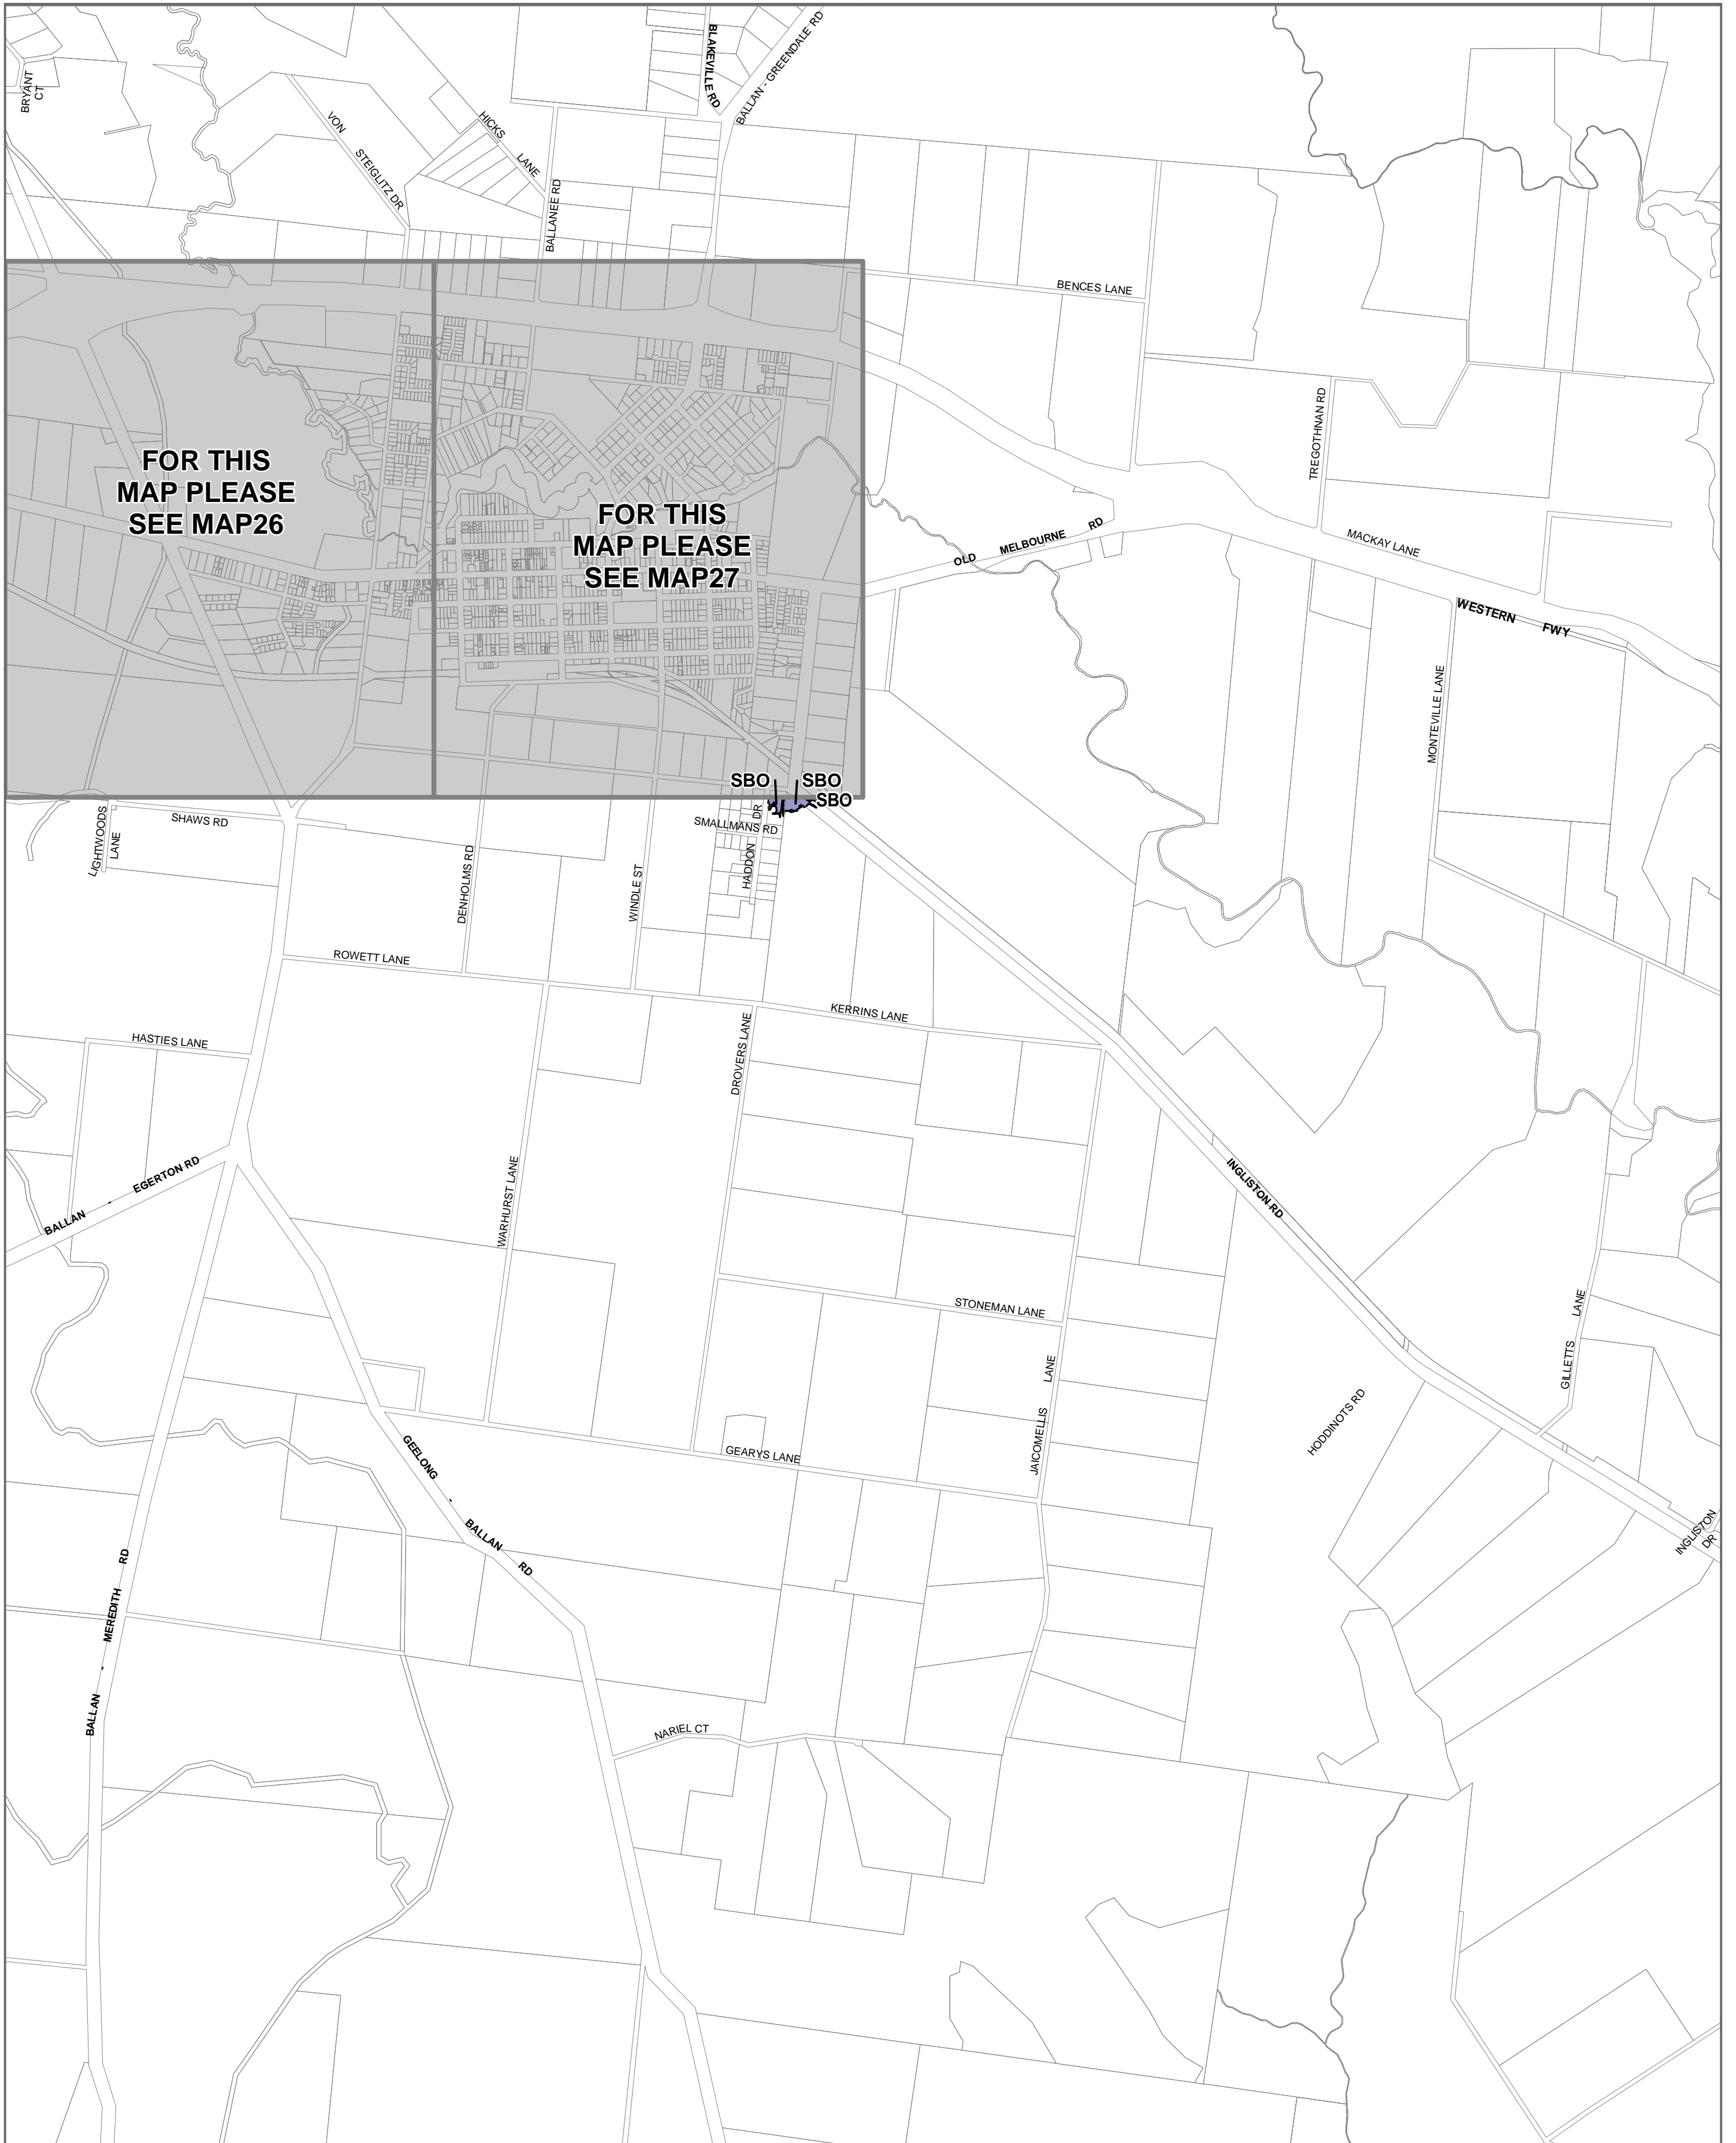 BRYANT
CT
BLAKEVILLE RD
BALLAN - GREENDALE RD
VON
STEIGLITZ DR
HICKS
LANE
BALLANEE RD
BENCES LANE
TREGOTHNAN RD
FOR THIS
MAP PLEASE
SEE MAP26
FOR THIS
MAP PLEASE
SEE MAP27
OLD MELBOURNE RD
MACKAY LANE
WESTERN FWY
MONTEVILLE LANE
SBO
SBO
SBO
LIGHTWOODS
LANE
SHAWS RD
SMALLMANS RD
HADDON DR
DENHOLMS RD
WINDLE ST
ROWETT LANE
KERRINS LANE
HASTIES LANE
DROVERS LANE
BALLAN - EGERTON RD
WARHURST LANE
INGLISTON RD
STONEMAN LANE
GILLETTS LANE
JAICOMELLIS LANE
HODDINOTS RD
GEELONG - BALLAN RD
GEARYS LANE
INGLISTON
DR
BALLAN - MEREDITH RD
NARIEL CT